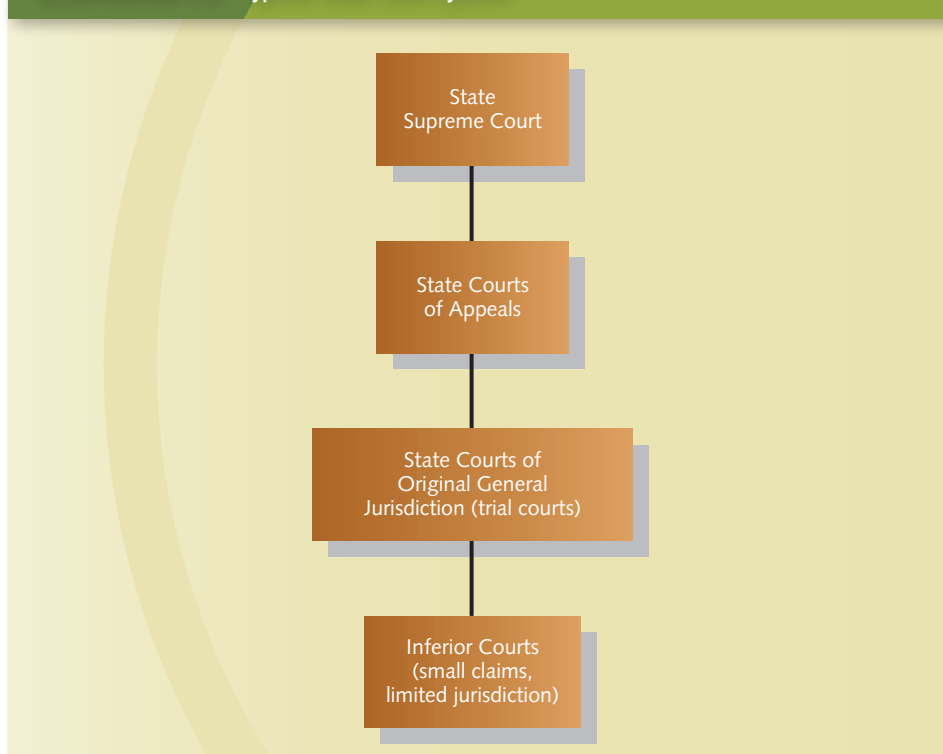 State
Supreme Court
State Courts
of Appeals
State Courts of
Original General
Jurisdiction (trial courts)
Inferior Courts
(small claims,
limited jurisdiction)